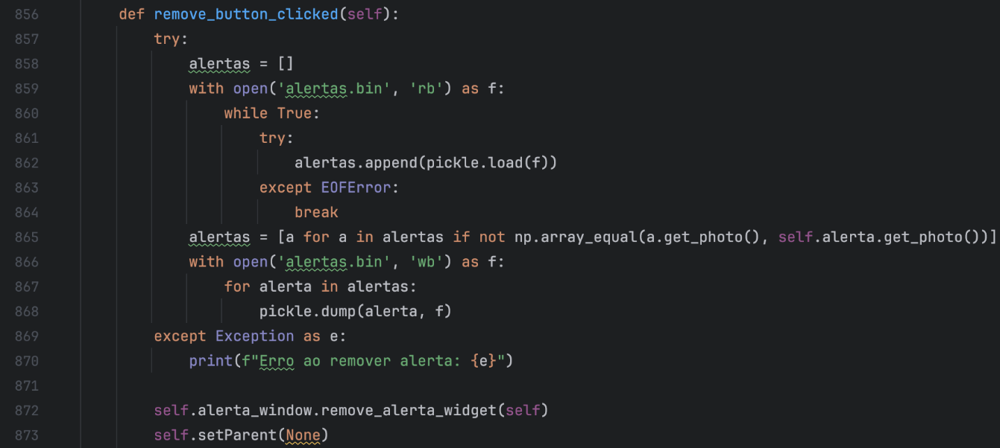 856 def remove_button_clicked(self):
857 try:
858 alertas = []
859 with open('alertas.bin', 'rb') as f:
860 while True:
861 try:
862 alertas.append(pickle.load(f))
863 except EOFError:
864 break
865 alertas = [a for a in alertas if not np.array_equal(a.get_photo(), self.alerta.get_photo())]
866 with open('alertas.bin', 'wb') as f:
867 for alerta in alertas:
868 pickle.dump(alerta, f)
869 except Exception as e:
870 print(f"Erro ao remover alerta: {e}")
871
872 self.alerta_window.remove_alerta_widget(self)
873 self.setParent(None)